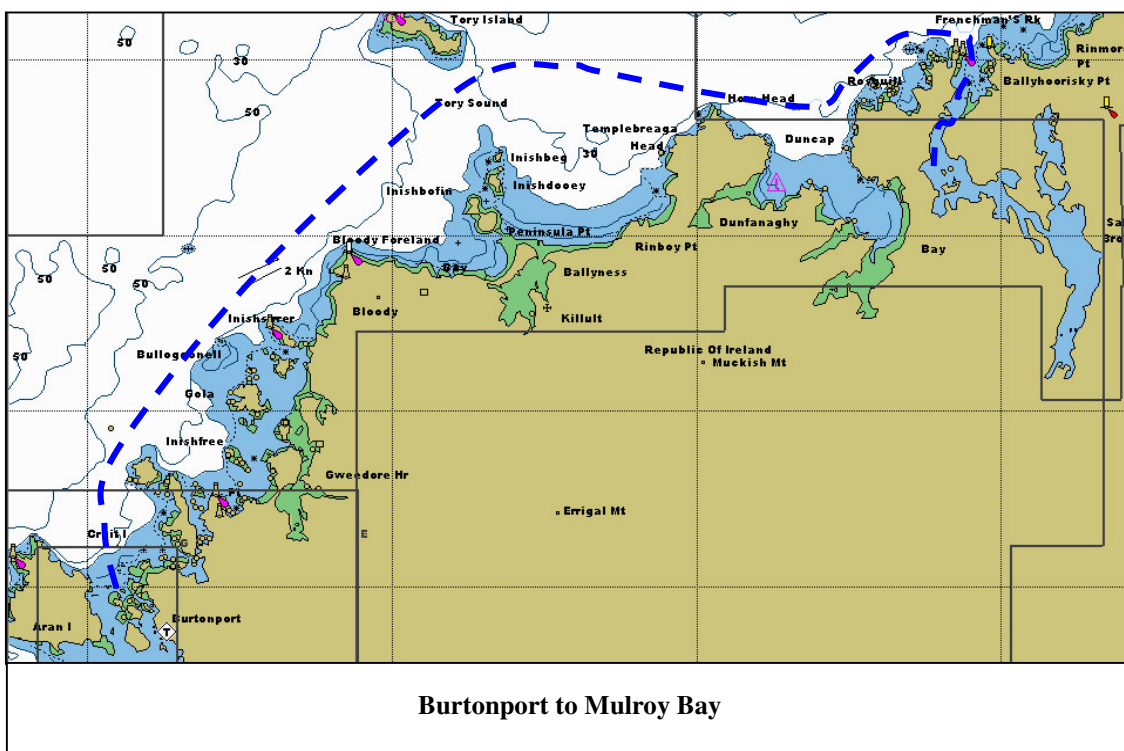 Tory Island
Frenchman'S Rk
50
30
Rinmore
Pt
Rosguill
Ballyhoorisky Pt
50
Tory Sound
Horn Head
Templebreaga
Head
30
Duncap
Inishbeg
Inishbofin
Inishdooey
Dunfanaghy
Peninsula Pt
Rinboy Pt
Bay
Bloody Foreland
Bay
50
50
50
2 Kn
Ballyness
Bloody
Killult
Inishsirrer
Republic Of Ireland
Muckish Mt
Bullogconell
50
Gola
Inishfree
Gweedore Hr
Pt
Errigal Mt
Cruit I
G
E
Burtonport
Aran I
4
T
Burtonport to Mulroy Bay